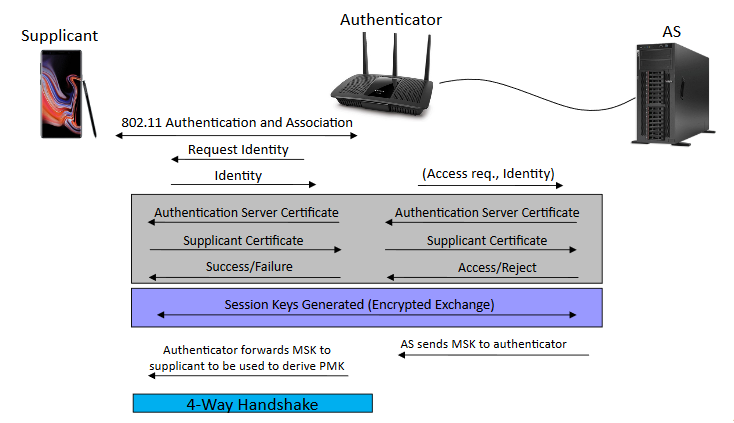 Supplicant
Authenticator
AS
802.11 Authentication and Association
Request Identity
Identity
(Access req., Identity)
Authentication Server Certificate
Authentication Server Certificate
Supplicant Certificate
Supplicant Certificate
Success/Failure
Access/Reject
Session Keys Generated (Encrypted Exchange)
AS sends MSK to authenticator
Authenticator forwards MSK to
supplicant to be used to derive PMK
4-Way Handshake